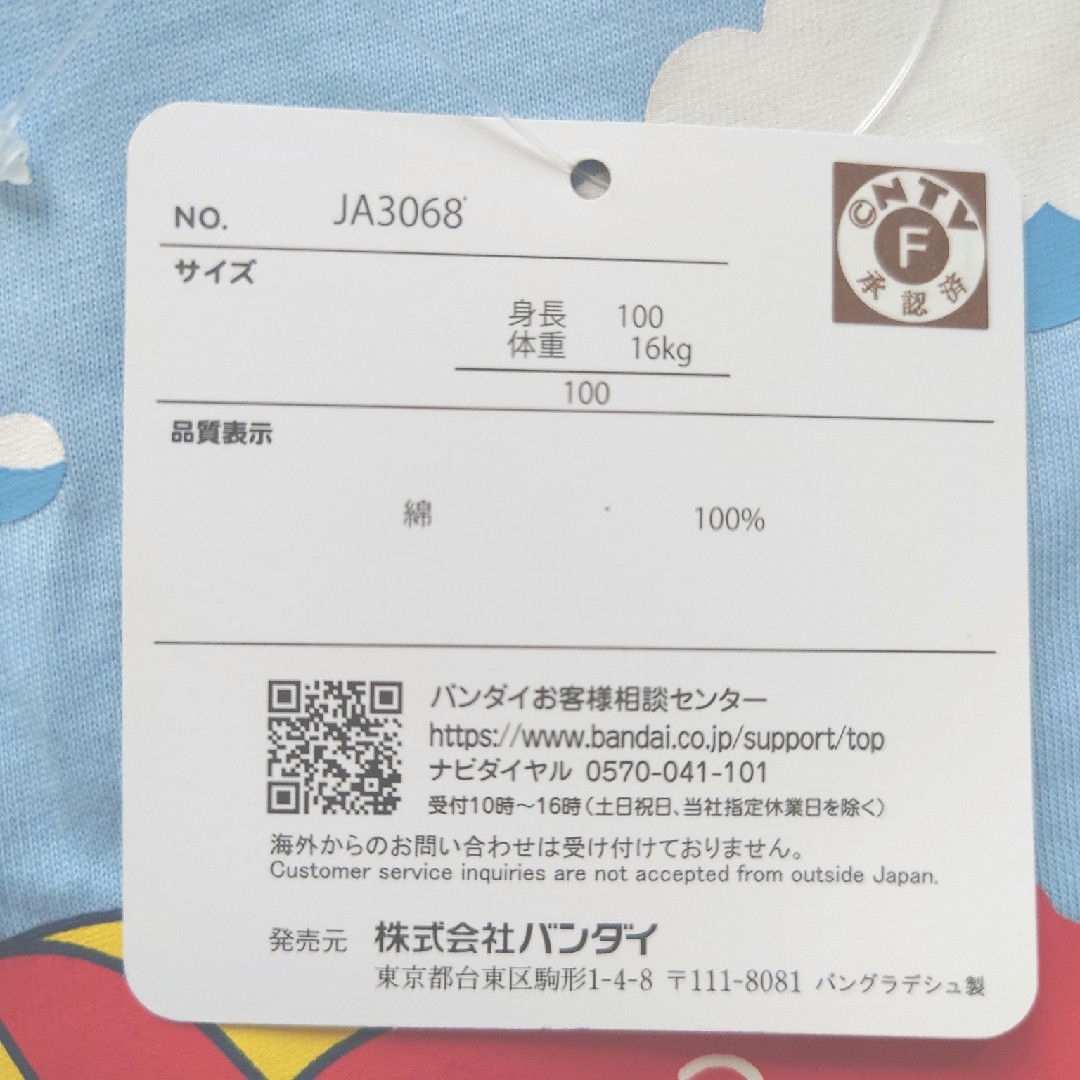 NO. JA3068
©NTV
F
承認済
サイズ
身長 100
体重 16kg
100
品質表示
綿 100%
バンダイお客様相談センター
https://www.bandai.co.jp/support/top
ナビダイヤル 0570-041-101
受付10時～16時（土日祝日、当社指定休業日を除く）
海外からのお問い合わせは受け付けておりません。
Customer service inquiries are not accepted from outside Japan.
発売元 株式会社バンダイ
東京都台東区駒形1-4-8 〒111-8081 バングラデシュ製